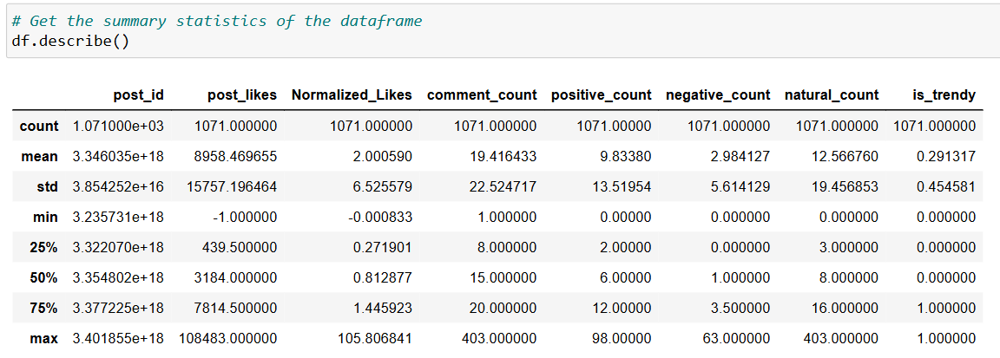 # Get the summary statistics of the dataframe
df.describe()
post_id post_likes Normalized_Likes comment_count positive_count negative_count natural_count is_trendy
count 1.071000e+03 1071.000000 1071.000000 1071.000000 1071.00000 1071.000000 1071.000000 1071.000000
mean 3.346035e+18 8958.469655 2.000590 19.416433 9.83380 2.984127 12.566760 0.291317
std 3.854252e+16 15757.196464 6.525579 22.524717 13.51954 5.614129 19.456853 0.454581
min 3.235731e+18 -1.000000 -0.000833 1.000000 0.00000 0.000000 0.000000 0.000000
25% 3.322070e+18 439.500000 0.271901 8.000000 2.00000 0.000000 3.000000 0.000000
50% 3.354802e+18 3184.000000 0.812877 15.000000 6.00000 1.000000 8.000000 0.000000
75% 3.377225e+18 7814.500000 1.445923 20.000000 12.00000 3.500000 16.000000 1.000000
max 3.401855e+18 108483.000000 105.806841 403.000000 98.00000 63.000000 403.000000 1.000000